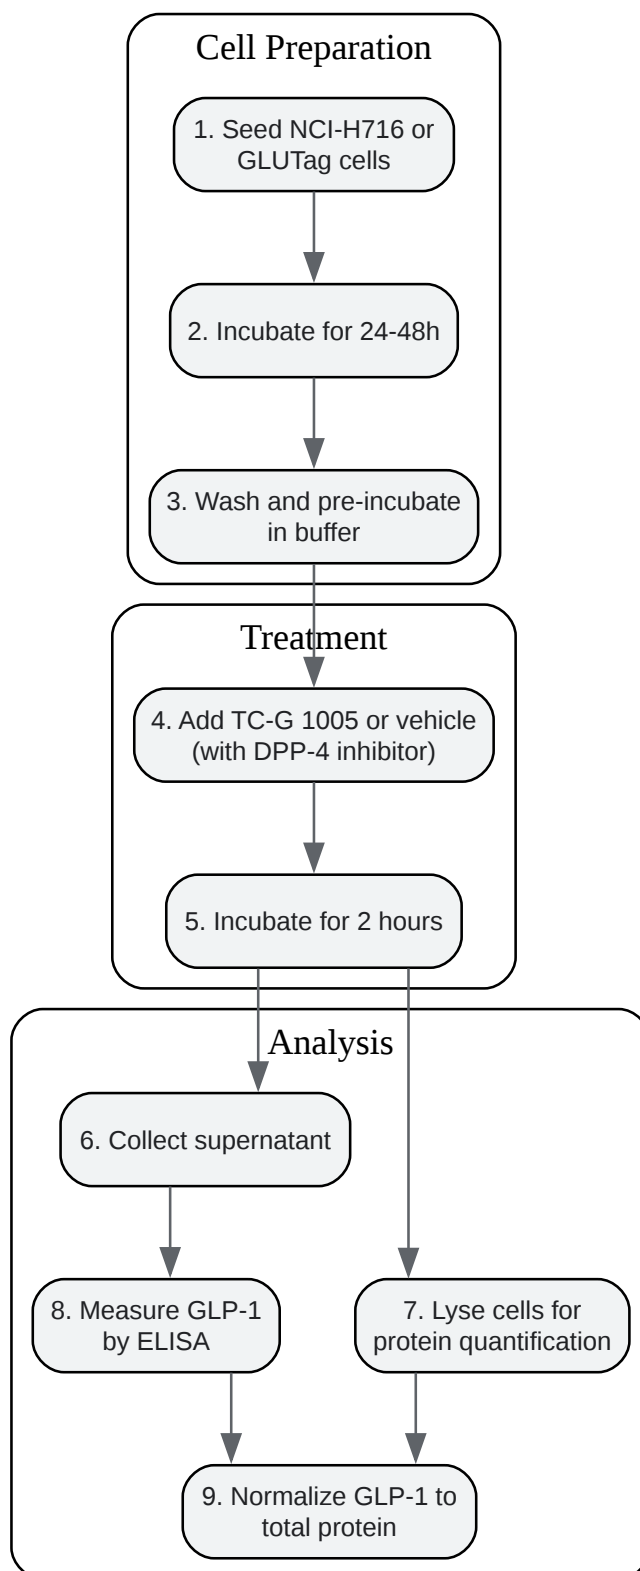 Cell Preparation
1. Seed NCI-H716 or
GLUTag cells
2. Incubate for 24-48h
3. Wash and pre-incubate
in buffer
Treatment
4. Add TC-G 1005 or vehicle
(with DPP-4 inhibitor)
5. Incubate for 2 hours
Analysis
6. Collect supernatant
8. Measure GLP-1
by ELISA
7. Lyse cells for
protein quantification
9. Normalize GLP-1 to
total protein